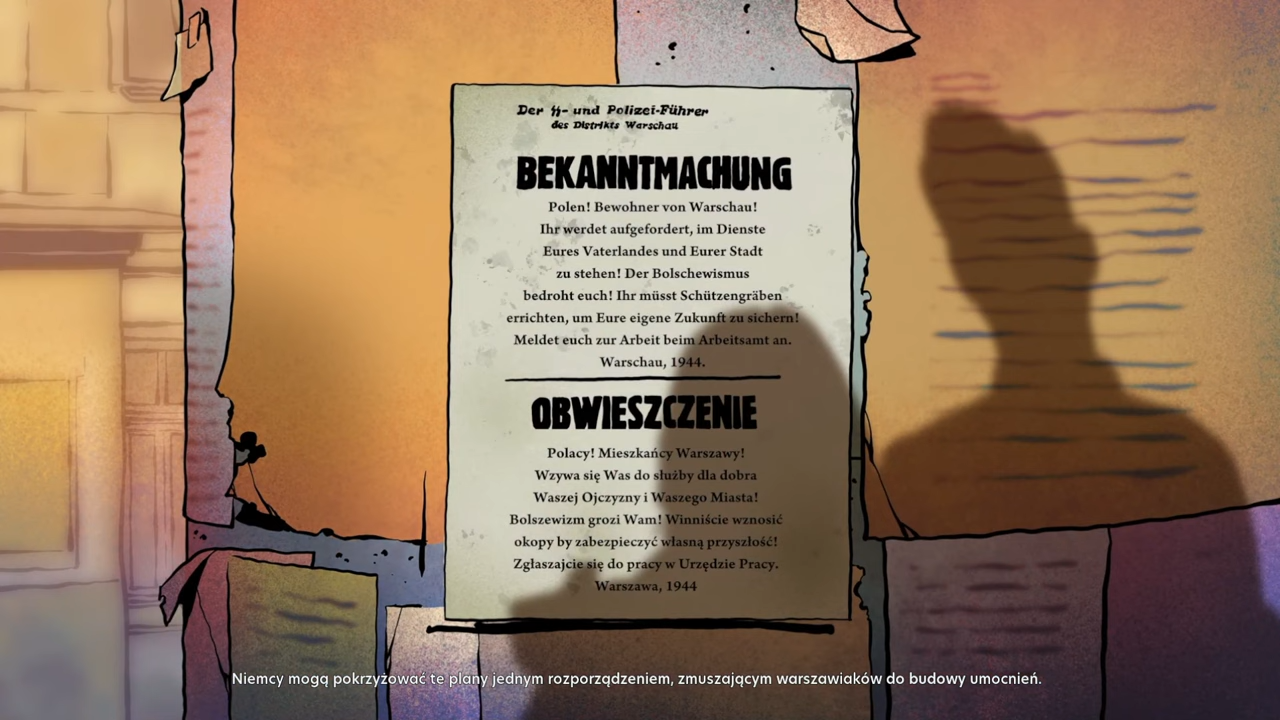 Der ᛋᛋ- und Polizei-Führer
des Distrikts Warschau
BEKANNTMACHUNG
Polen! Bewohner von Warschau!
Ihr werdet aufgefordert, im Dienste
Eures Vaterlandes und Eurer Stadt
zu stehen! Der Bolschewismus
bedroht euch! Ihr müsst Schützengräben
errichten, um Eure eigene Zukunft zu sichern!
Meldet euch zur Arbeit beim Arbeitsamt an.
Warschau, 1944.
OBWIESZCZENIE
Polacy! Mieszkańcy Warszawy!
Wzywa się Was do służby dla dobra
Waszej Ojczyzny i Waszego Miasta!
Bolszewizm grozi Wam! Winniście wznosić
okopy by zabezpieczyć własną przyszłość!
Zgłaszajcie się do pracy w Urzędzie Pracy.
Warszawa, 1944
Niemcy mogą pokrzyżować te plany jednym rozporządzeniem, zmuszającym warszawiaków do budowy umocnień.